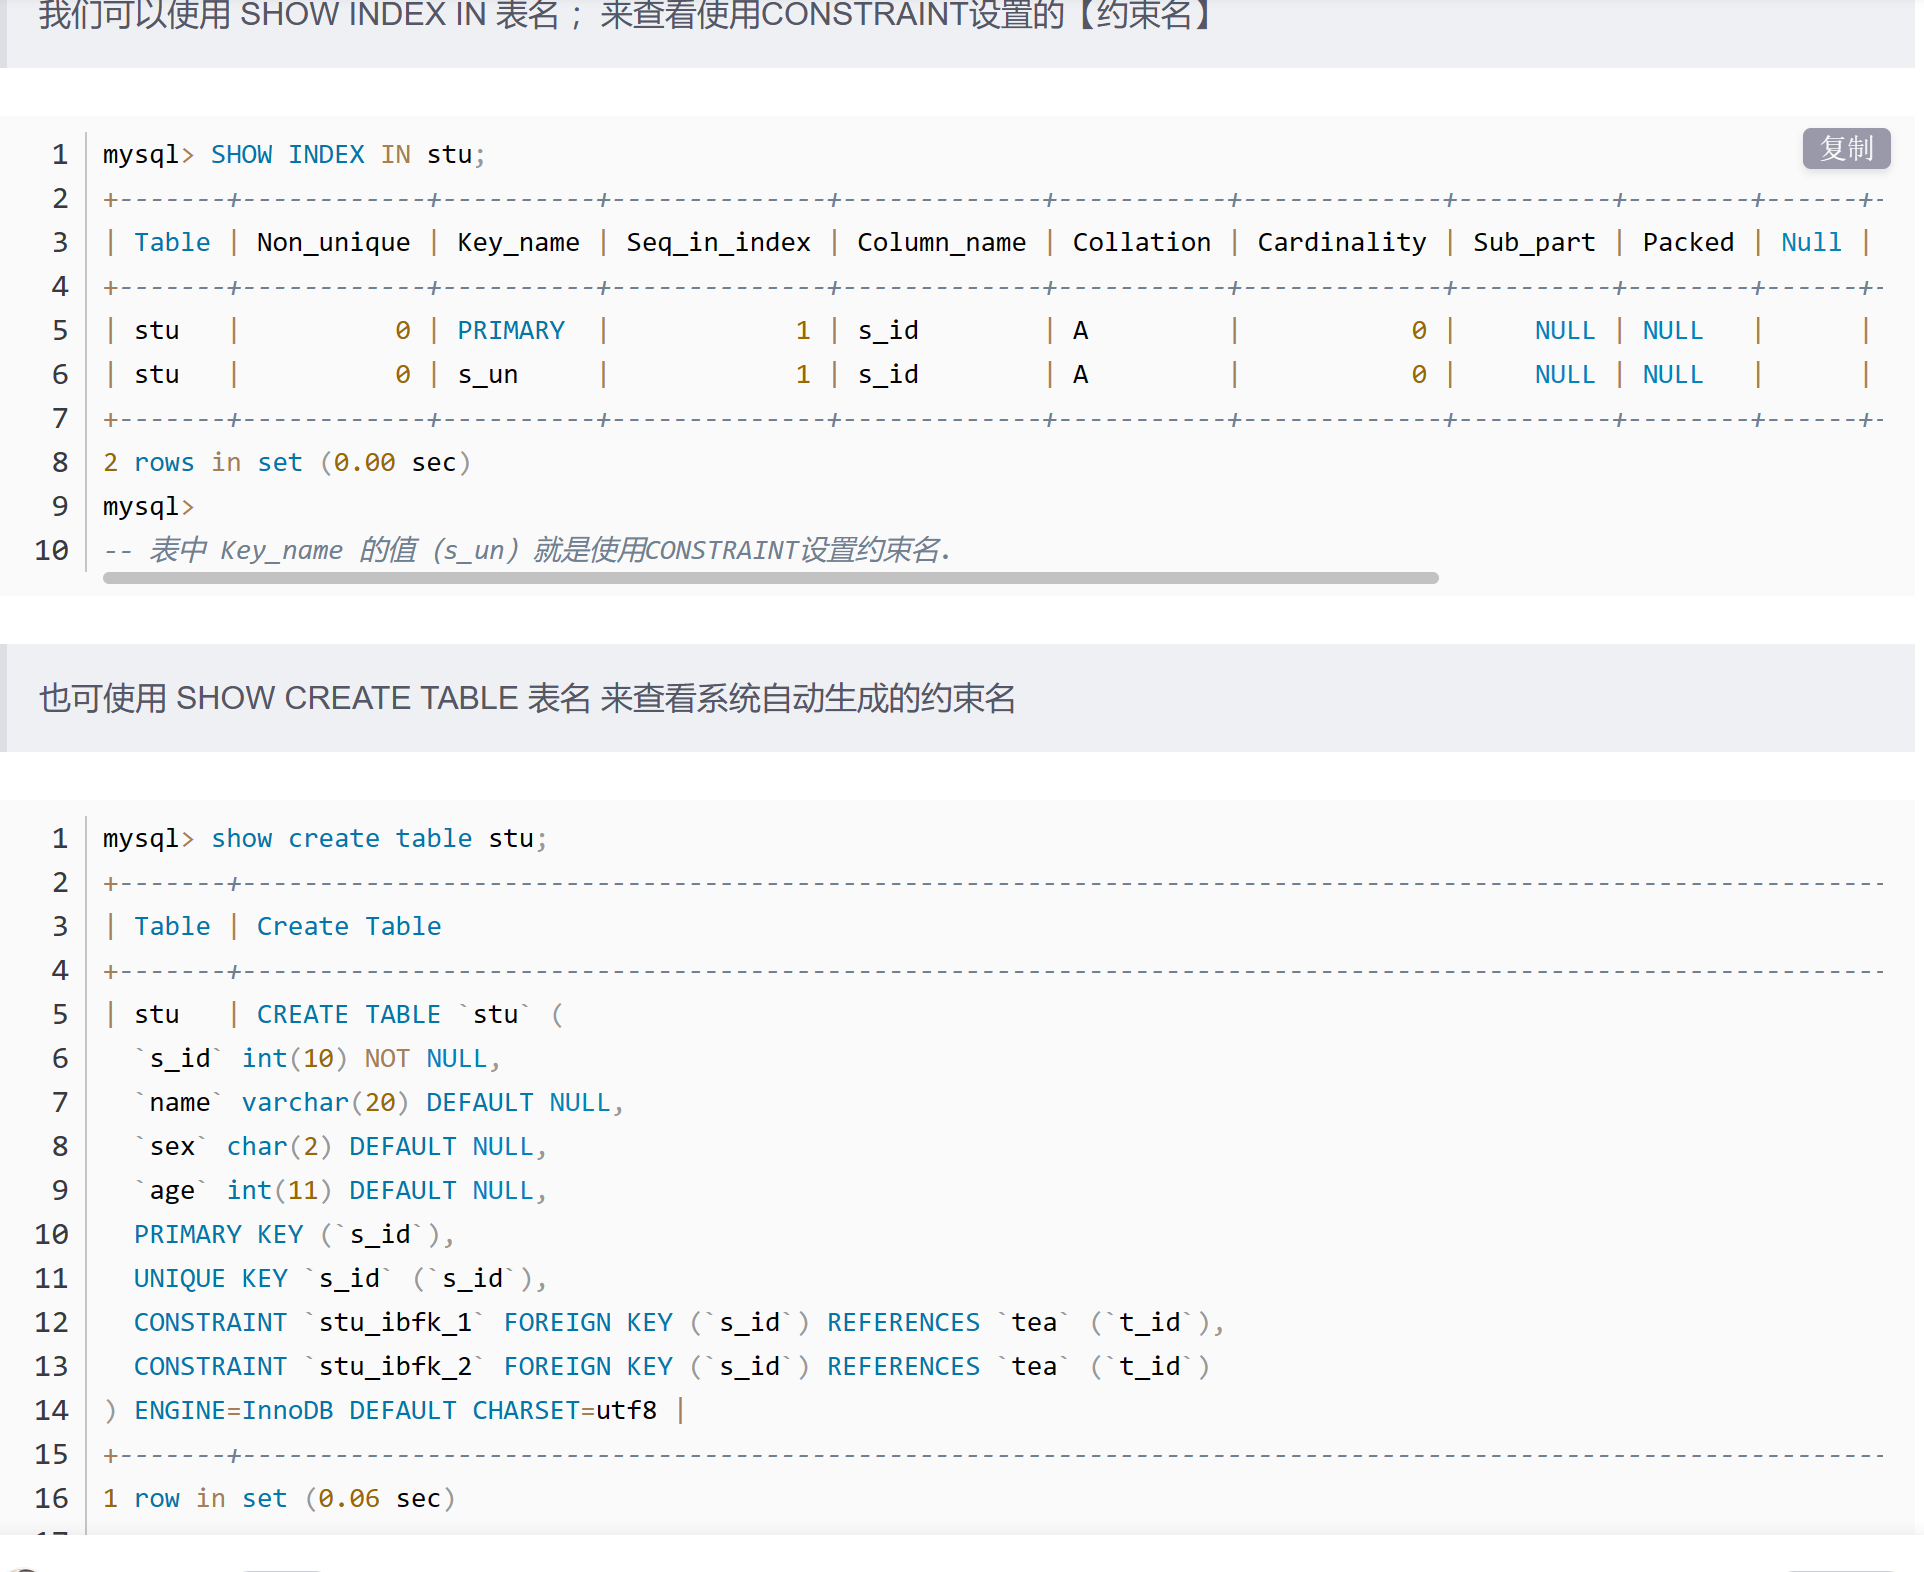 我们可以使用 SHOW INDEX IN 表名 ； 来查看使用CONSTRAINT设置的【约束名】
复制
1 mysql> SHOW INDEX IN stu;
2 +-------+------------+----------+--------------+-------------+-----------+-------------+----------+--------+------+-
3 | Table | Non_unique | Key_name | Seq_in_index | Column_name | Collation | Cardinality | Sub_part | Packed | Null |
4 +-------+------------+----------+--------------+-------------+-----------+-------------+----------+--------+------+-
5 | stu   |          0 | PRIMARY  |            1 | s_id        | A         |           0 |     NULL | NULL   |      |
6 | stu   |          0 | s_un     |            1 | s_id        | A         |           0 |     NULL | NULL   |      |
7 +-------+------------+----------+--------------+-------------+-----------+-------------+----------+--------+------+-
8 2 rows in set (0.00 sec)
9 mysql>
10 -- 表中 Key_name 的值（s_un）就是使用CONSTRAINT设置约束名.
也可使用 SHOW CREATE TABLE 表名 来查看系统自动生成的约束名
1 mysql> show create table stu;
2 +-------+-----------------------------------------------------------------------------------------------------------
3 | Table | Create Table
4 +-------+-----------------------------------------------------------------------------------------------------------
5 | stu   | CREATE TABLE `stu` (
6   `s_id` int(10) NOT NULL,
7   `name` varchar(20) DEFAULT NULL,
8   `sex` char(2) DEFAULT NULL,
9   `age` int(11) DEFAULT NULL,
10   PRIMARY KEY (`s_id`),
11   UNIQUE KEY `s_id` (`s_id`),
12   CONSTRAINT `stu_ibfk_1` FOREIGN KEY (`s_id`) REFERENCES `tea` (`t_id`),
13   CONSTRAINT `stu_ibfk_2` FOREIGN KEY (`s_id`) REFERENCES `tea` (`t_id`)
14 ) ENGINE=InnoDB DEFAULT CHARSET=utf8 |
15 +-------+-----------------------------------------------------------------------------------------------------------
16 1 row in set (0.06 sec)